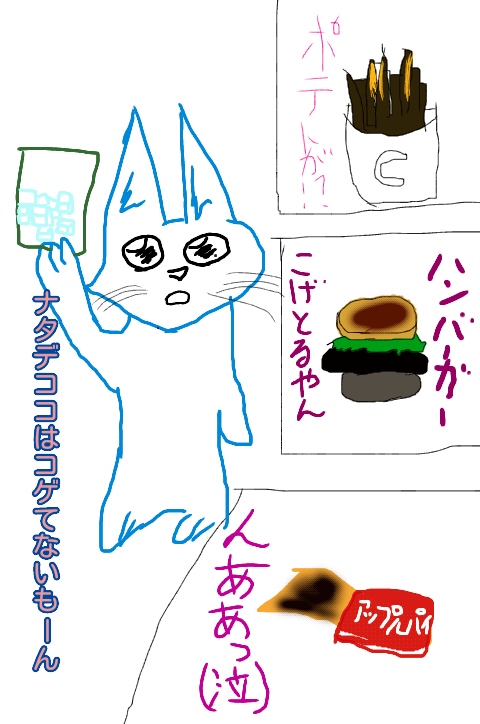 ポテトが!?
C
ハンバーガー
こげとるやん
んああっ(泣)
アップルパイ
ナタデココはコゲてないもーん